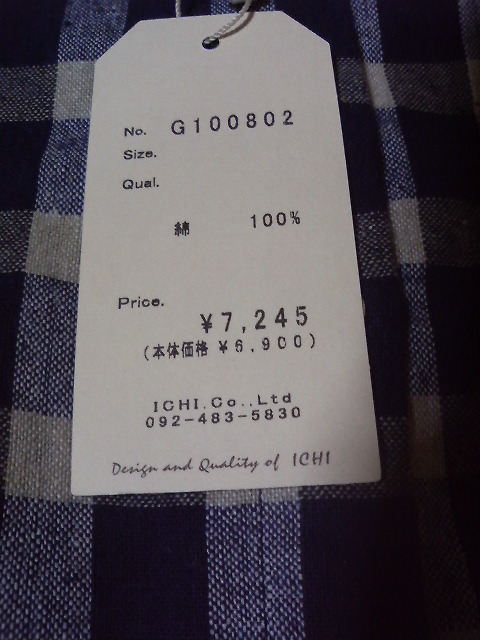 No. G100802
Size.
Qual.
綿 100%
Price.
¥7,245
(本体価格 ¥6,900)
ICHI.Co.,Ltd
092-483-5830
Design and Quality of ICHI